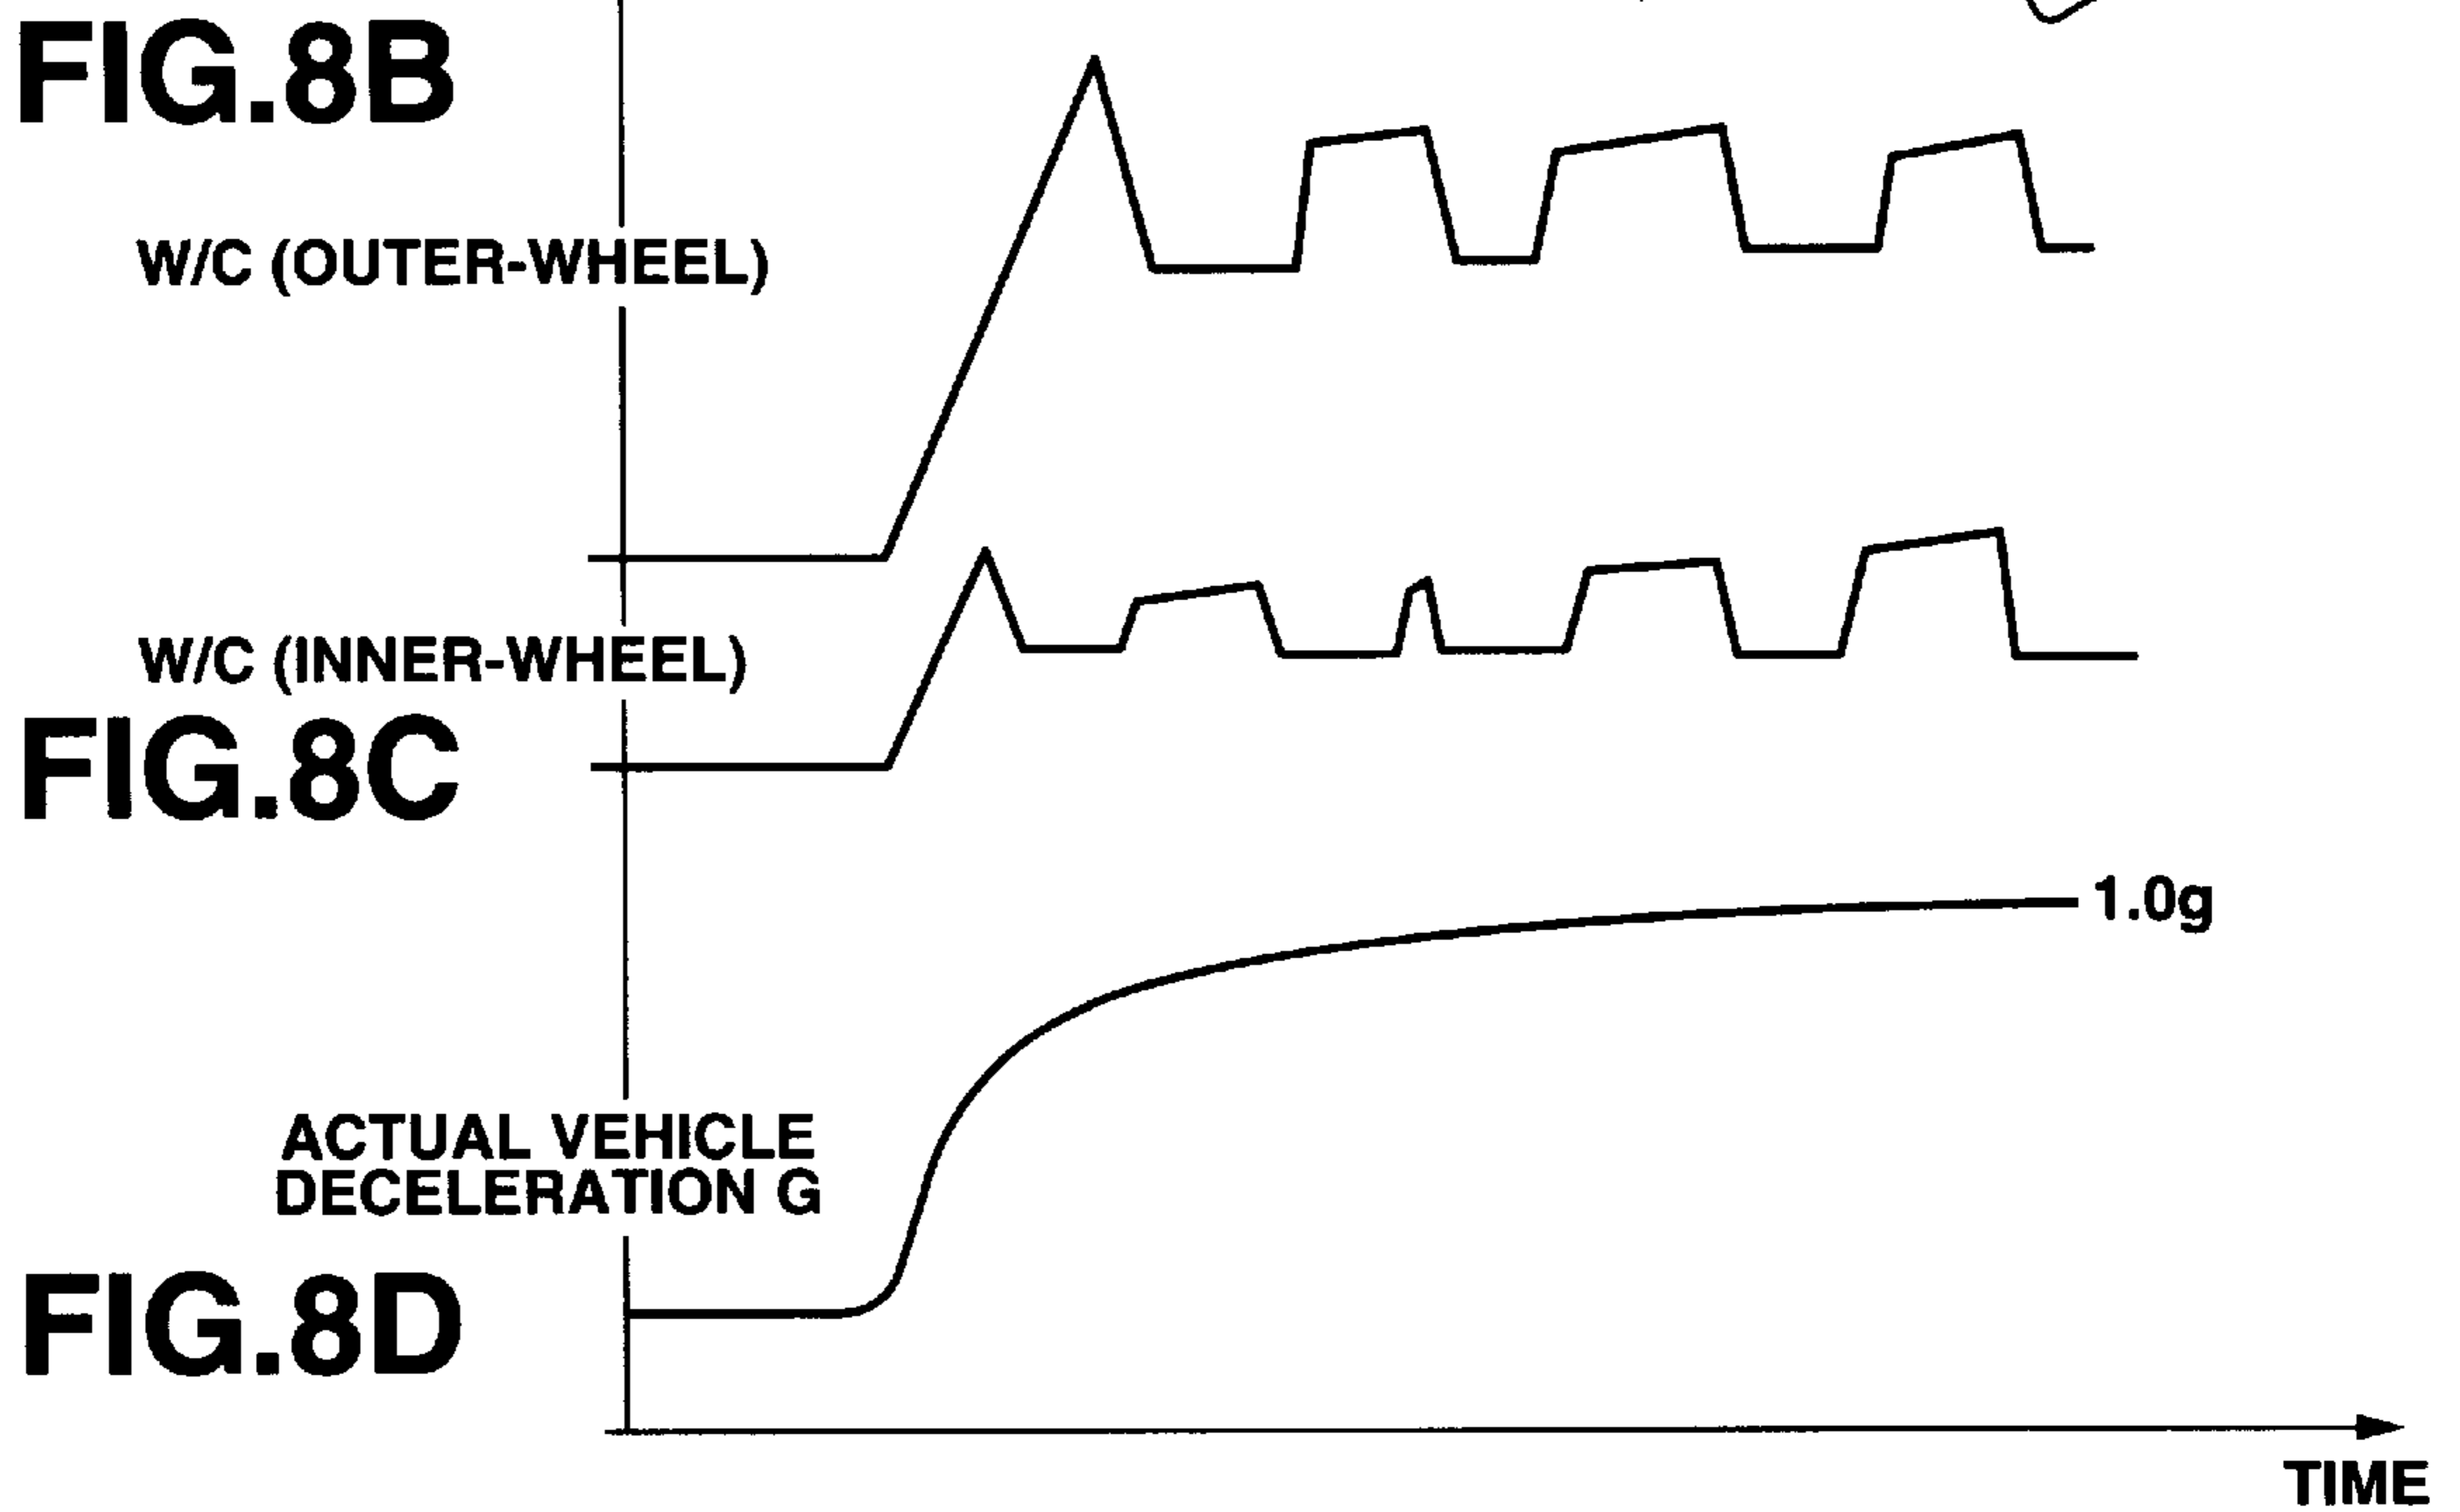 FIG.8B
W/C (OUTER-WHEEL)
W/C (INNER-WHEEL)
FIG.8C
1.0g
ACTUAL VEHICLE
DECELERATION G
FIG.8D
TIME